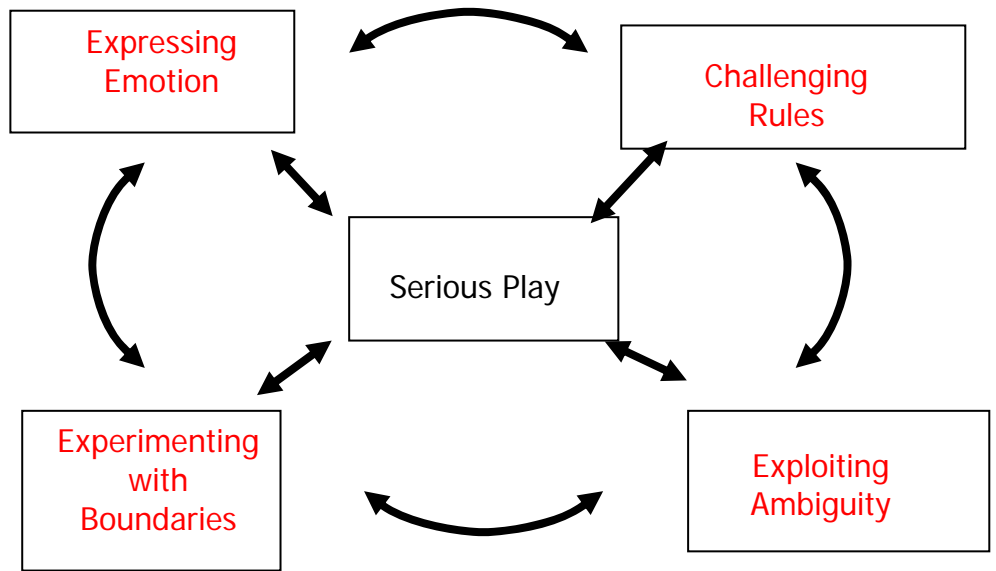 Expressing
Emotion
Challenging
Rules
Serious Play
Experimenting
with
Boundaries
Exploiting
Ambiguity